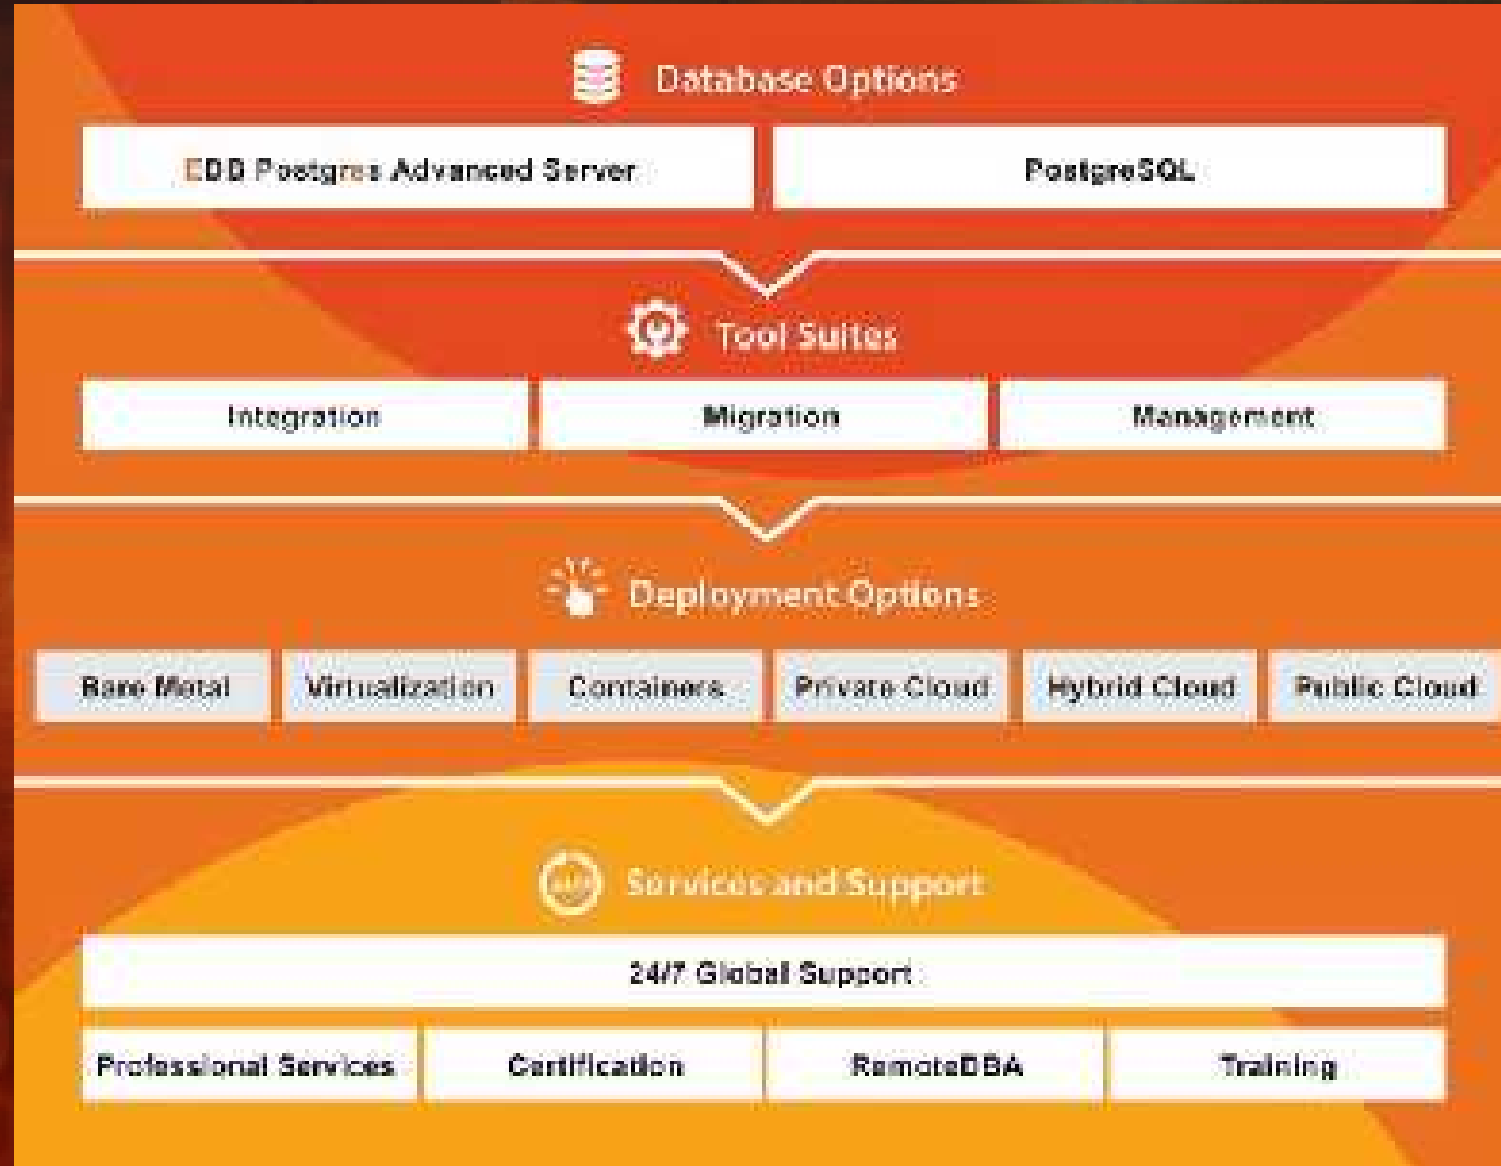 Database Options
EDB Postgres Advanced Server
PostgreSQL
Tool Suites
Integration
Migration
Management
Deployment Options
Bare Metal
Virtualization
Containers
Private Cloud
Hybrid Cloud
Public Cloud
Services and Support
24/7 Global Support
Professional Services
Certification
RemoteDBA
Training